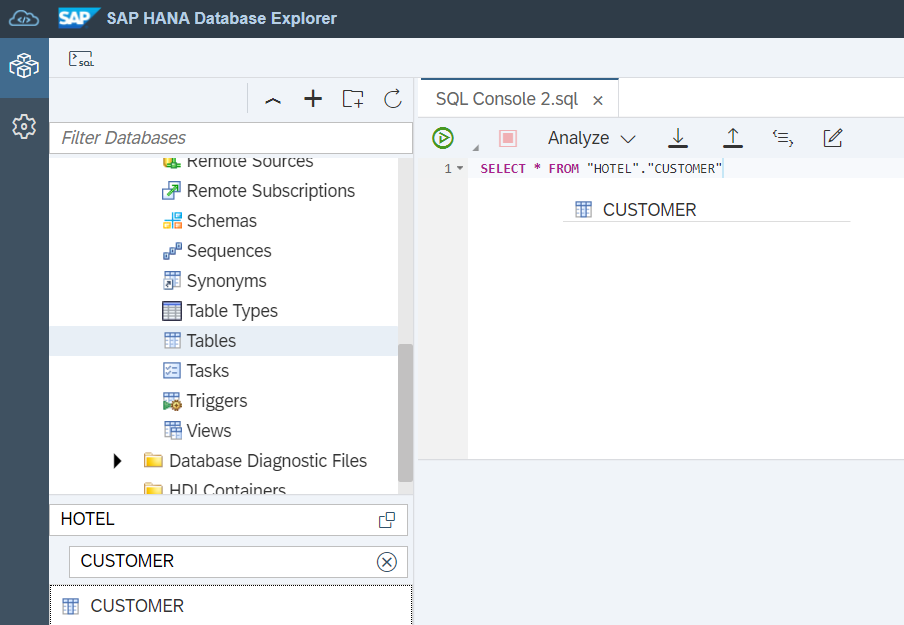 SAP SAP HANA Database Explorer
SQL
SQL Console 2.sql
Filter Databases
Analyze
Remote Sources
Remote Subscriptions
Schemas
Sequences
Synonyms
Table Types
Tables
Tasks
Triggers
Views
Database Diagnostic Files
HDI Containers
HOTEL
CUSTOMER
CUSTOMER
1 SELECT * FROM "HOTEL"."CUSTOMER"
CUSTOMER